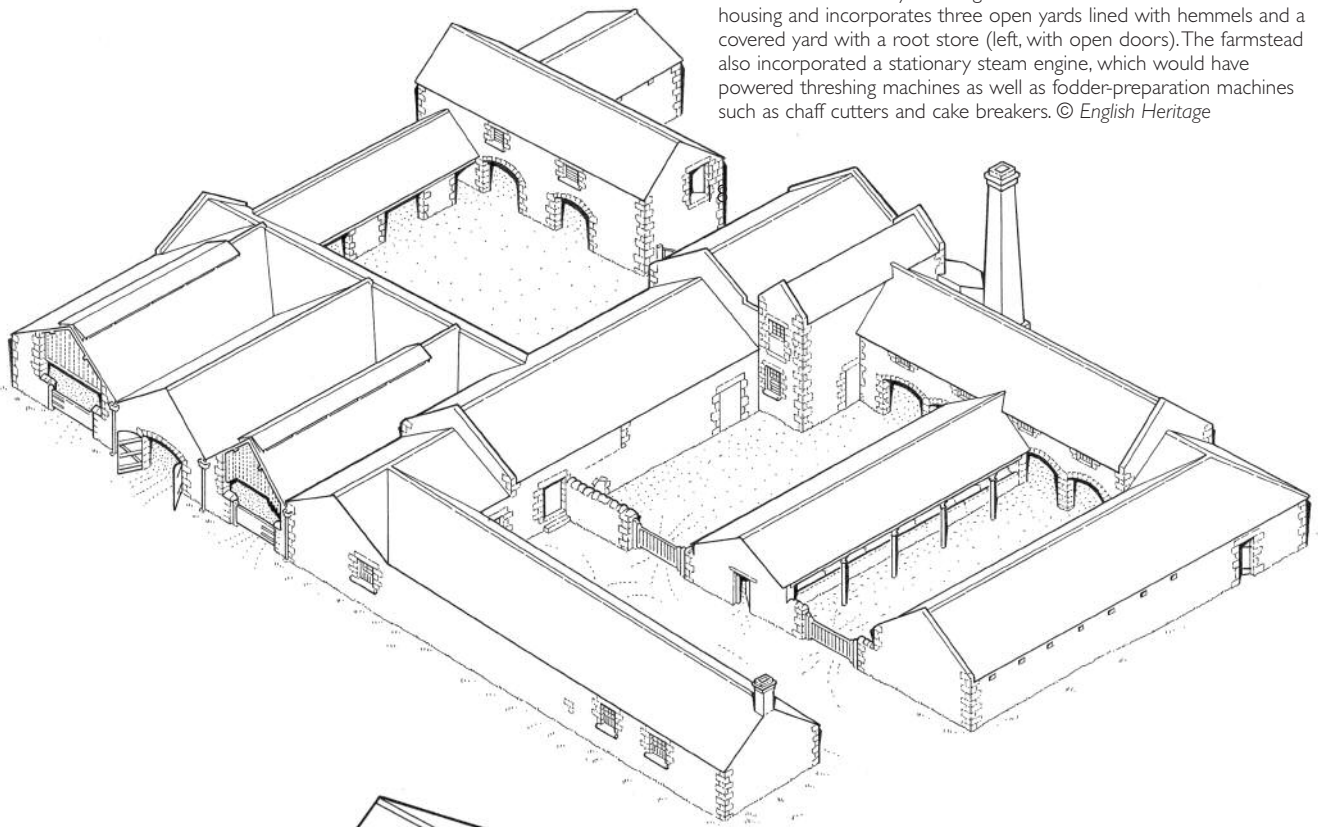 housing and incorporates three open yards lined with hemmels and a
covered yard with a root store (left, with open doors). The farmstead
also incorporated a stationary steam engine, which would have
powered threshing machines as well as fodder-preparation machines
such as chaff cutters and cake breakers. © English Heritage